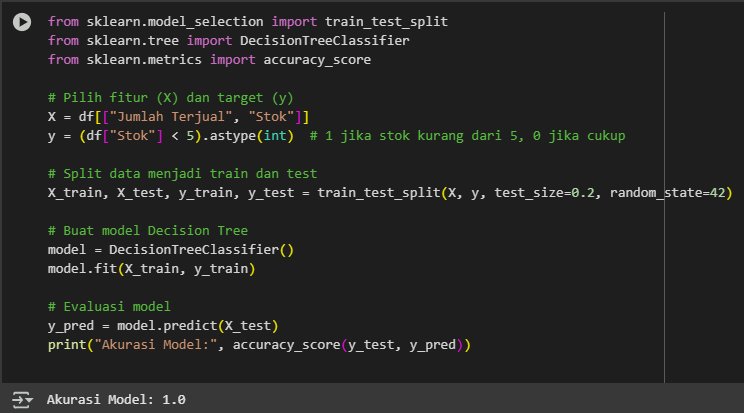 from sklearn.model_selection import train_test_split
from sklearn.tree import DecisionTreeClassifier
from sklearn.metrics import accuracy_score
# Pilih fitur (X) dan target (y)
X = df[["Jumlah Terjual", "Stok"]]
y = (df["Stok"] < 5).astype(int)  # 1 jika stok kurang dari 5, 0 jika cukup
# Split data menjadi train dan test
X_train, X_test, y_train, y_test = train_test_split(X, y, test_size=0.2, random_state=42)
# Buat model Decision Tree
model = DecisionTreeClassifier()
model.fit(X_train, y_train)
# Evaluasi model
y_pred = model.predict(X_test)
print("Akurasi Model:", accuracy_score(y_test, y_pred))
Akurasi Model: 1.0